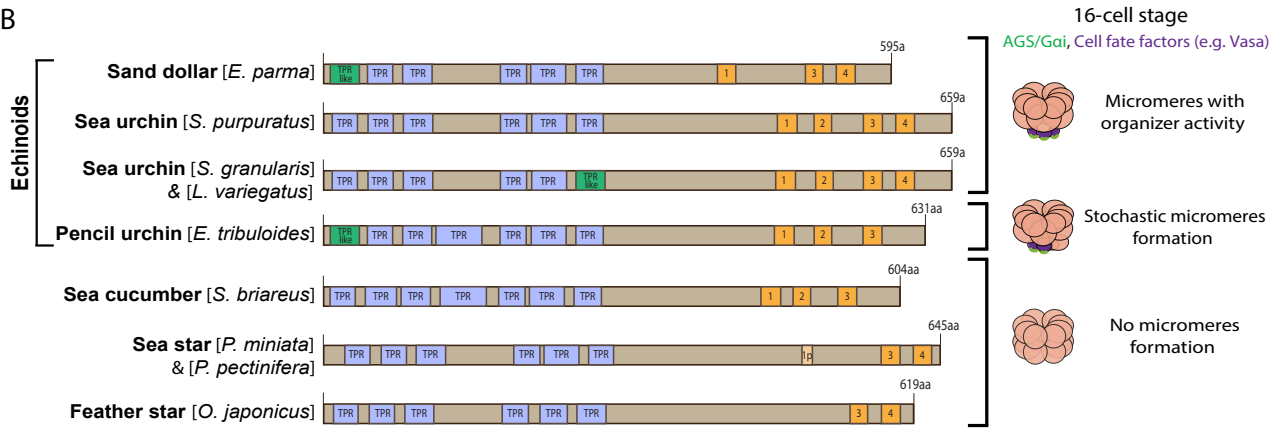 B
16-cell stage
AGS/Gαi, Cell fate factors (e.g. Vasa)
Echinoids
Sand dollar [E. parma]
TPR like TPR TPR TPR TPR TPR 1 3 4
595a
Sea urchin [S. purpuratus]
TPR TPR TPR TPR TPR TPR 1 2 3 4
659a
Micromeres with
organizer activity
Sea urchin [S. granularis]
& [L. variegatus]
TPR TPR TPR TPR TPR TPR like 1 2 3 4
659a
Pencil urchin [E. tribuloides]
TPR like TPR TPR TPR TPR TPR TPR 1 2 3
631aa
Stochastic micromeres
formation
Sea cucumber [S. briareus]
TPR TPR TPR TPR TPR TPR TPR 1 2 3
604aa
Sea star [P. miniata]
& [P. pectinifera]
TPR TPR TPR TPR TPR TPR 1p 3 4
645aa
No micromeres
formation
Feather star [O. japonicus]
TPR TPR TPR TPR TPR TPR 3 4
619aa